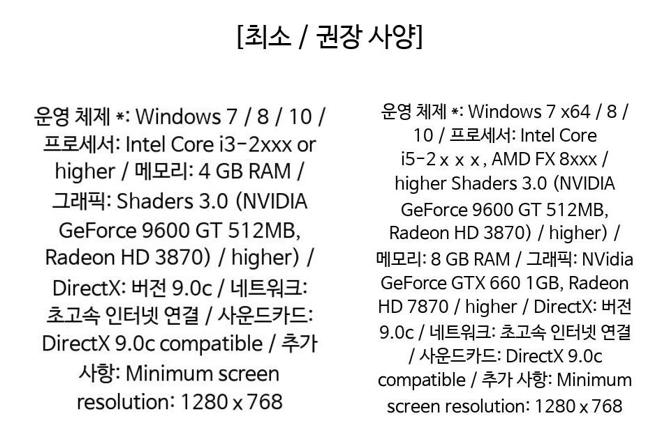 [최소 / 권장 사양]
운영 체제 *: Windows 7 / 8 / 10 /
프로세서: Intel Core i3-2xxx or
higher / 메모리: 4 GB RAM /
그래픽: Shaders 3.0 (NVIDIA
GeForce 9600 GT 512MB,
Radeon HD 3870) / higher) /
DirectX: 버전 9.0c / 네트워크:
초고속 인터넷 연결 / 사운드카드:
DirectX 9.0c compatible / 추가
사항: Minimum screen
resolution: 1280 x 768
운영 체제 *: Windows 7 x64 / 8 /
10 / 프로세서: Intel Core
i5-2ｘｘｘ, AMD FX 8xxx /
higher Shaders 3.0 (NVIDIA
GeForce 9600 GT 512MB,
Radeon HD 3870) / higher) /
메모리: 8 GB RAM / 그래픽: NVidia
GeForce GTX 660 1GB, Radeon
HD 7870 / higher / DirectX: 버전
9.0c / 네트워크: 초고속 인터넷 연결
/ 사운드카드: DirectX 9.0c
compatible / 추가 사항: Minimum
screen resolution: 1280 x 768